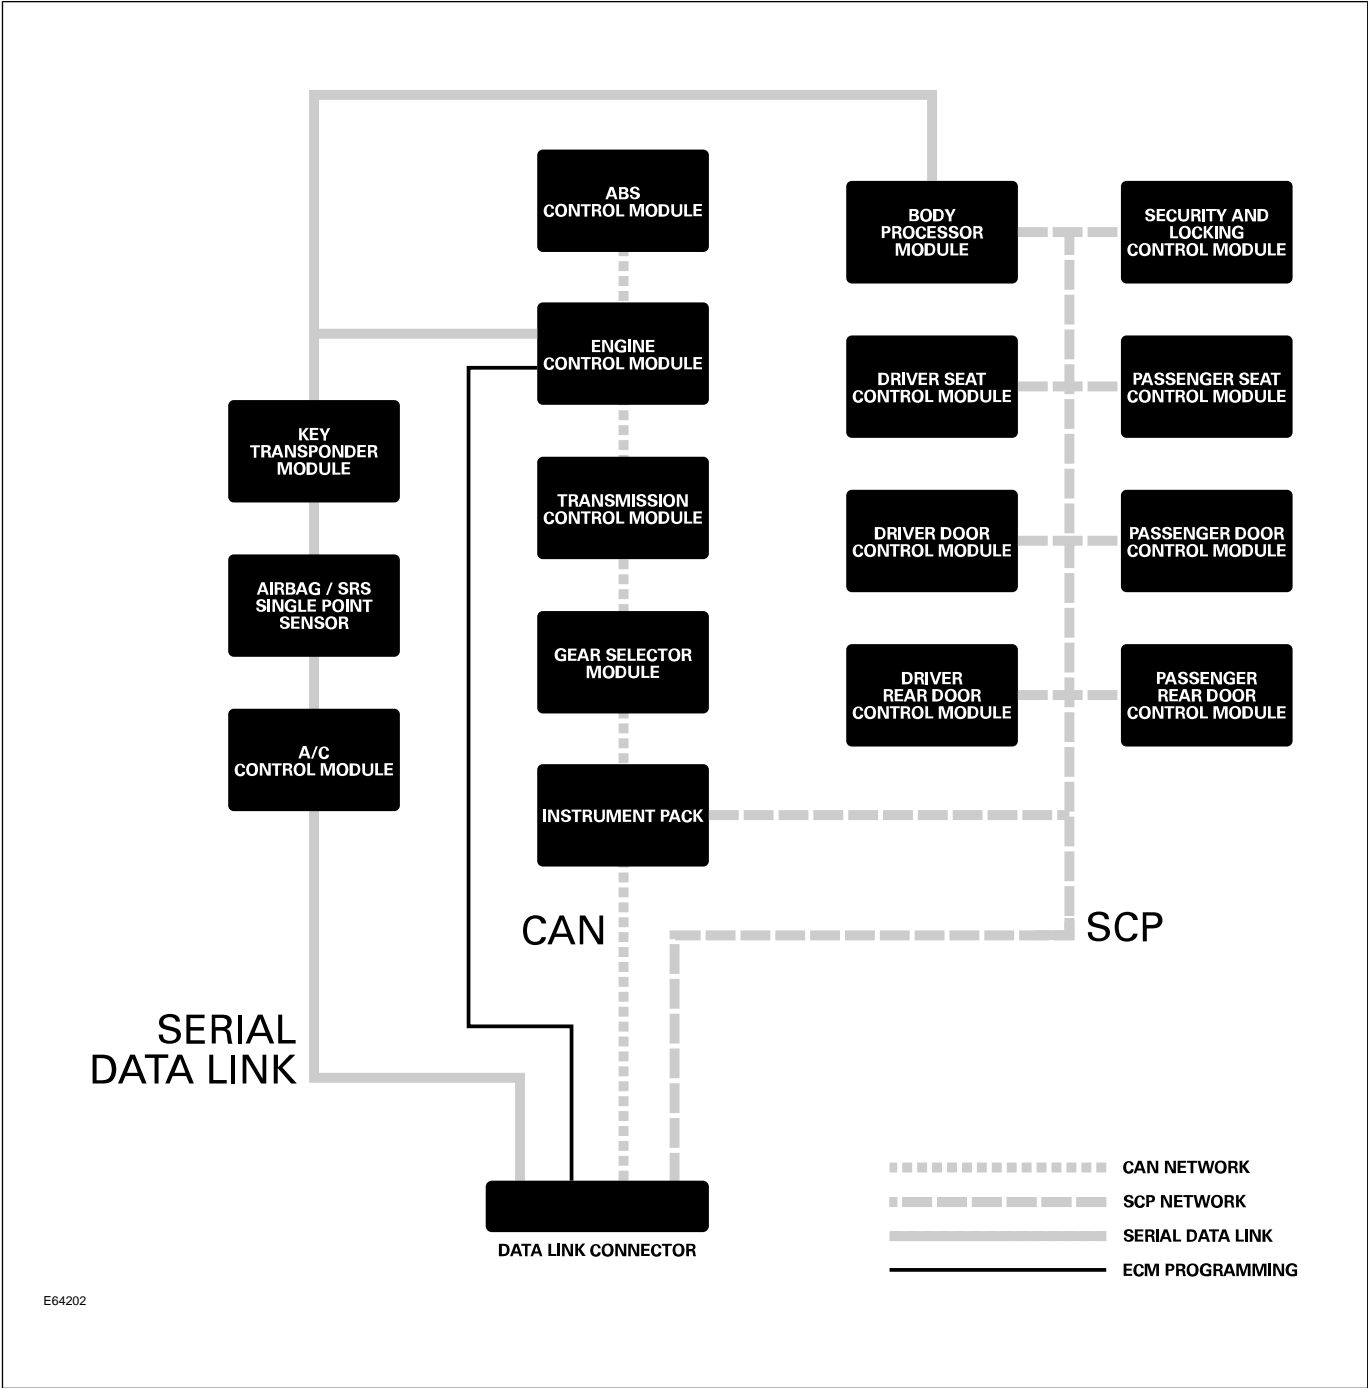 ABS
CONTROL MODULE
BODY
PROCESSOR
MODULE
SECURITY AND
LOCKING
CONTROL MODULE
ENGINE
CONTROL MODULE
DRIVER SEAT
CONTROL MODULE
PASSENGER SEAT
CONTROL MODULE
KEY
TRANSPONDER
MODULE
TRANSMISSION
CONTROL MODULE
DRIVER DOOR
CONTROL MODULE
PASSENGER DOOR
CONTROL MODULE
AIRBAG / SRS
SINGLE POINT
SENSOR
GEAR SELECTOR
MODULE
DRIVER
REAR DOOR
CONTROL MODULE
PASSENGER
REAR DOOR
CONTROL MODULE
A/C
CONTROL MODULE
INSTRUMENT PACK
CAN
SCP
SERIAL
DATA LINK
DATA LINK CONNECTOR
CAN NETWORK
SCP NETWORK
SERIAL DATA LINK
ECM PROGRAMMING
E64202